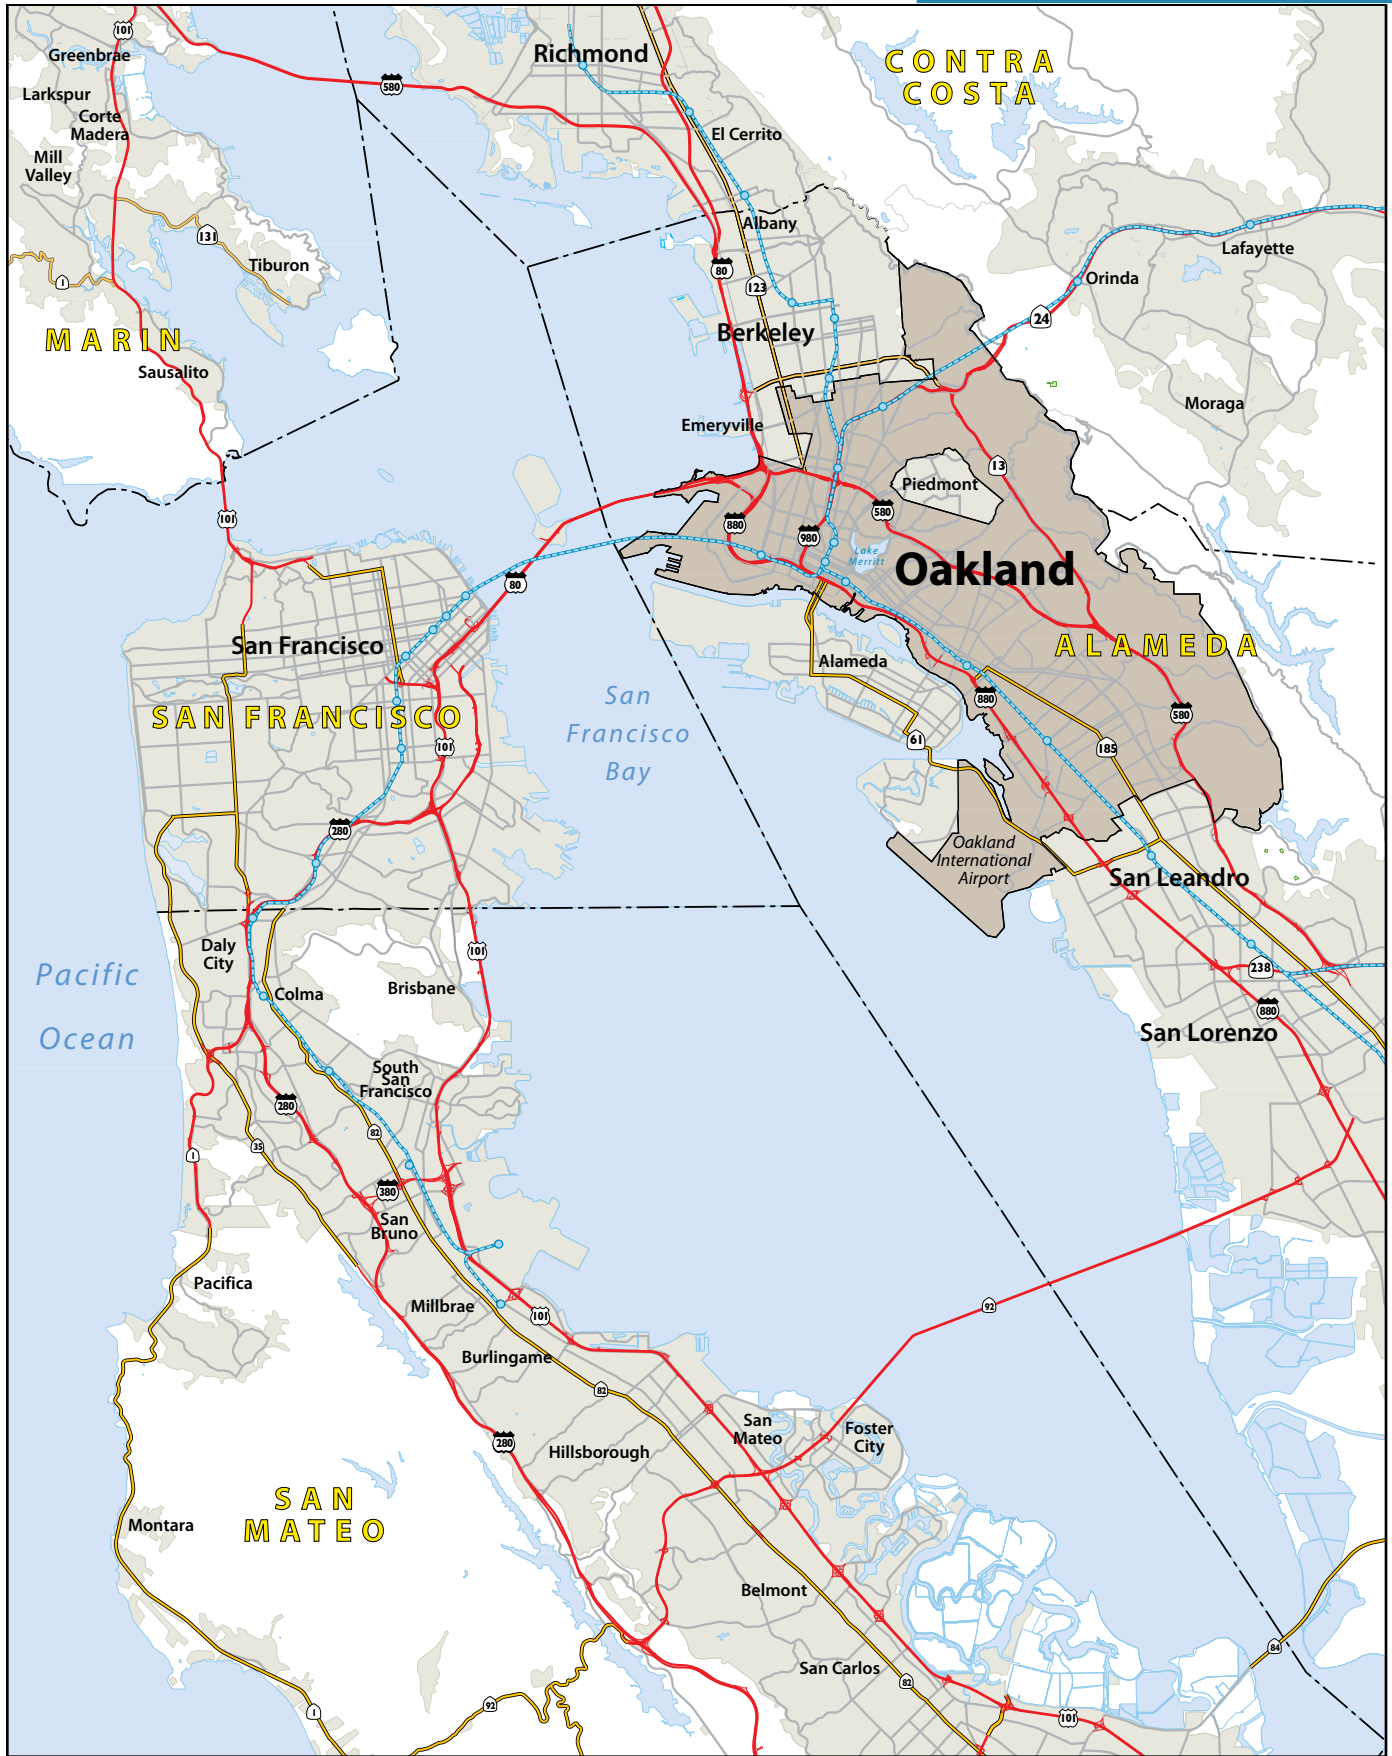 101
Greenbrae
Richmond
CONTRA
COSTA
580
Larkspur
Corte
Madera
El Cerrito
Mill
Valley
Albany
131
Tiburon
Lafayette
80
Orinda
1
123
24
MARIN
Berkeley
Sausalito
Moraga
Emeryville
13
Piedmont
101
880
980
580
Lake
Merritt
Oakland
80
San Francisco
ALAMEDA
Alameda
San
Francisco
Bay
880
580
SAN FRANCISCO
101
61
185
280
Oakland
International
Airport
San Leandro
Daly
City
101
238
Pacific
Ocean
Colma
Brisbane
880
San Lorenzo
South
San
Francisco
280
82
35
1
380
San
Bruno
Pacifica
Millbrae
101
92
Burlingame
82
San
Mateo
Foster
City
280
Hillsborough
SAN
MATEO
Montara
Belmont
84
San Carlos
82
92
1
101